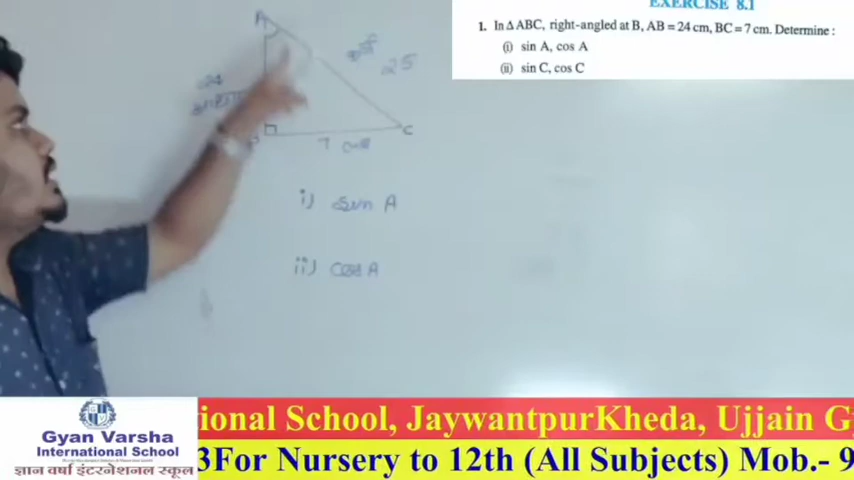 EXERCISE 8.1
1. In Δ ABC, right-angled at B, AB = 24 cm, BC = 7 cm. Determine :
(i) sin A, cos A
(ii) sin C, cos C
A
कर्ण 25
24
C
7 लम्ब
i) sin A
ii) cos A
Gyan Varsha
International School
ज्ञान वर्षा इंटरनेशनल स्कूल
ional School, JaywantpurKheda, Ujjain G
3For Nursery to 12th (All Subjects) Mob.- 9